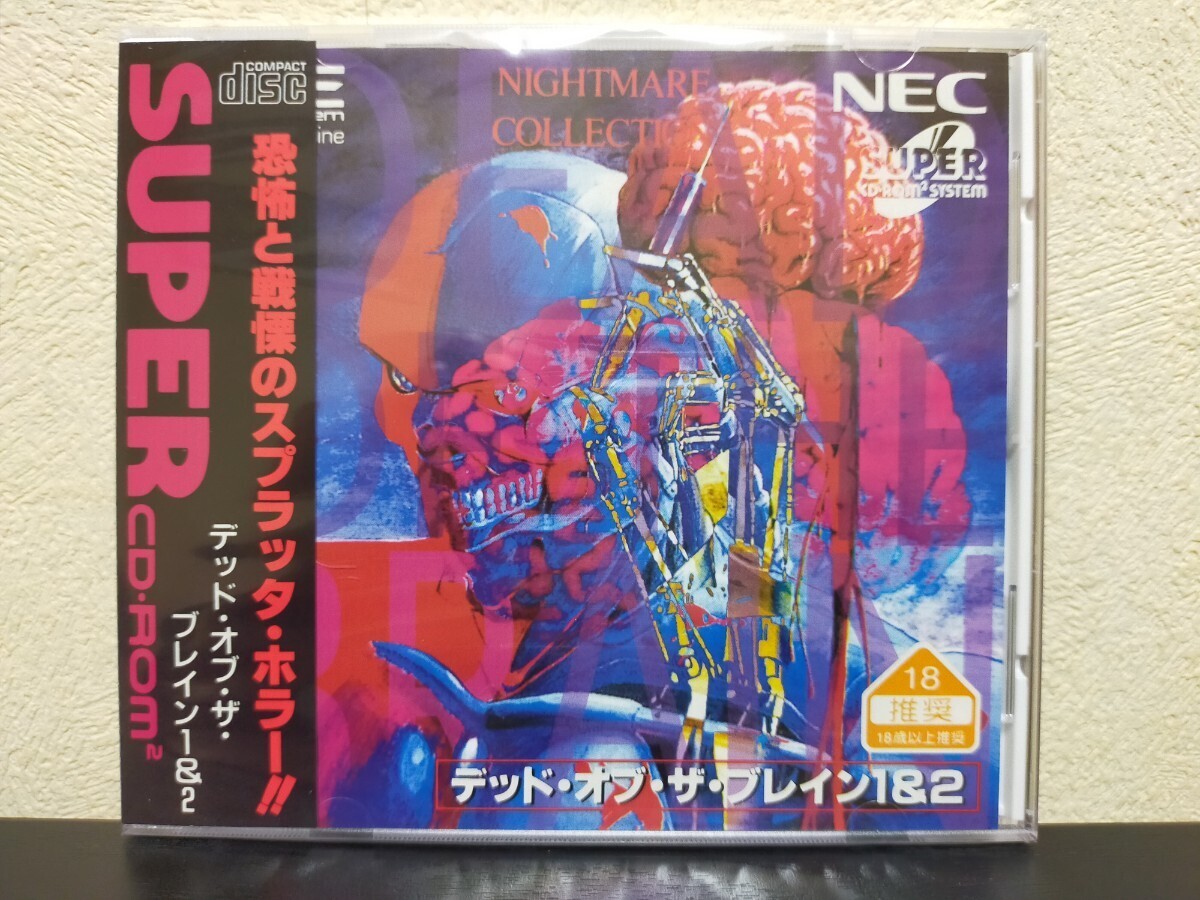 COMPACT
disc
SUPER CD-ROM²
恐怖と戦慄のスプラッタ・ホラー!!
デッド・オブ・ザ・
ブレイン1&2
NIGHTMARE
COLLECTI
NEC
SUPER
CD-ROM² SYSTEM
18
推奨
18歳以上推奨
デッド・オブ・ザ・ブレイン1&2